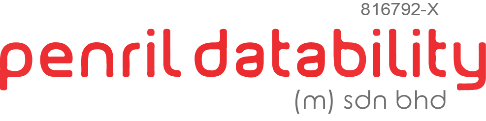 816792-X
penril datability
(m) sdn bhd